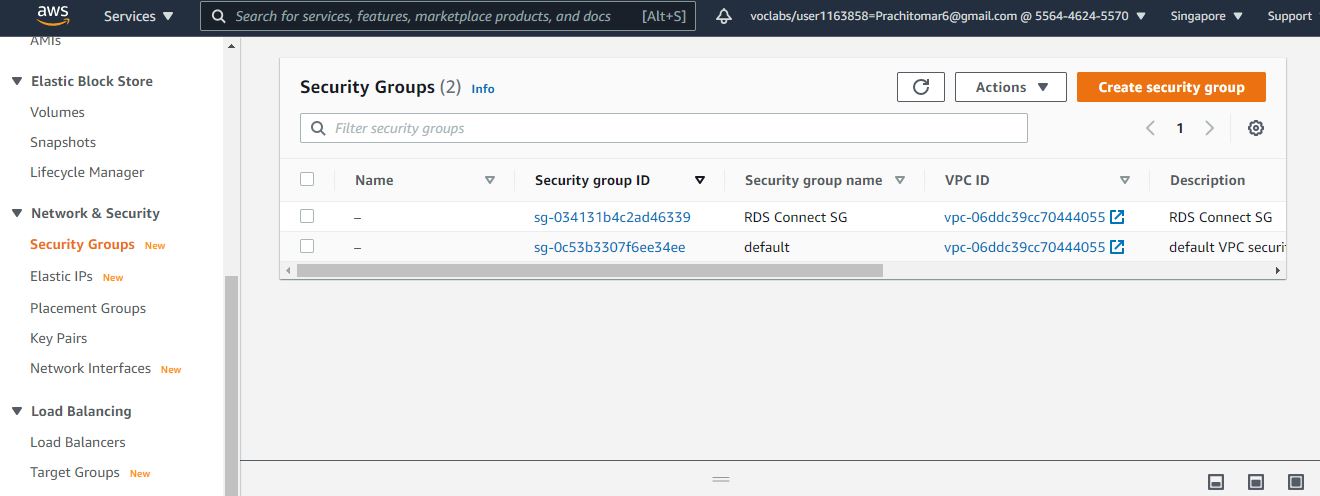 aws Services Search for services, features, marketplace products, and docs [Alt+S] voclabs/user1163858=Prachitomar6@gmail.com @ 5564-4624-5570 Singapore Support
AMIs
Elastic Block Store
Volumes
Snapshots
Lifecycle Manager
Network & Security
Security Groups New
Elastic IPs New
Placement Groups
Key Pairs
Network Interfaces New
Load Balancing
Load Balancers
Target Groups New
Security Groups (2) Info Actions Create security group
Filter security groups 1
Name Security group ID Security group name VPC ID Description
– sg-034131b4c2ad46339 RDS Connect SG vpc-06ddc39cc70444055 RDS Connect SG
– sg-0c53b3307f6ee34ee default vpc-06ddc39cc70444055 default VPC securi